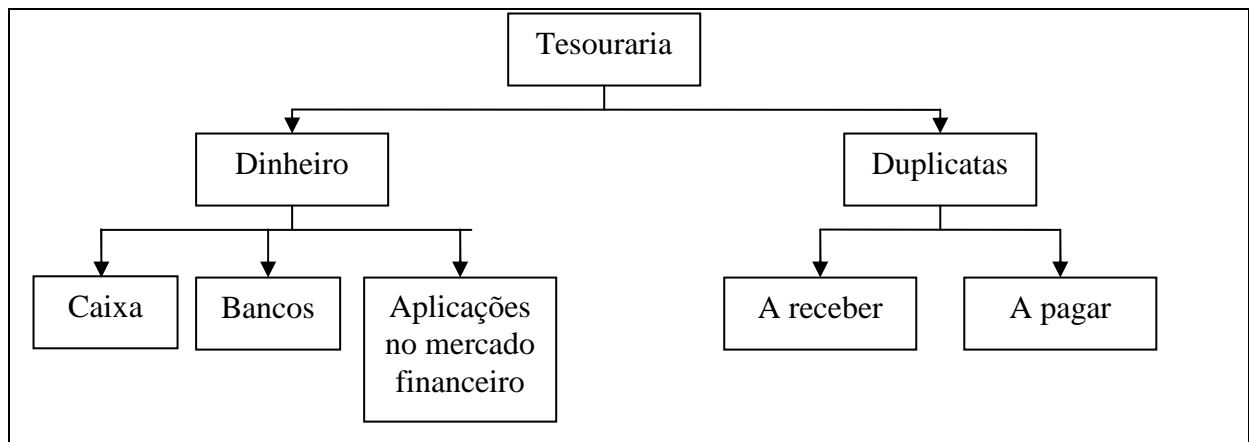 Tesouraria
Dinheiro
Duplicatas
Caixa
Bancos
Aplicações
no mercado
financeiro
A receber
A pagar